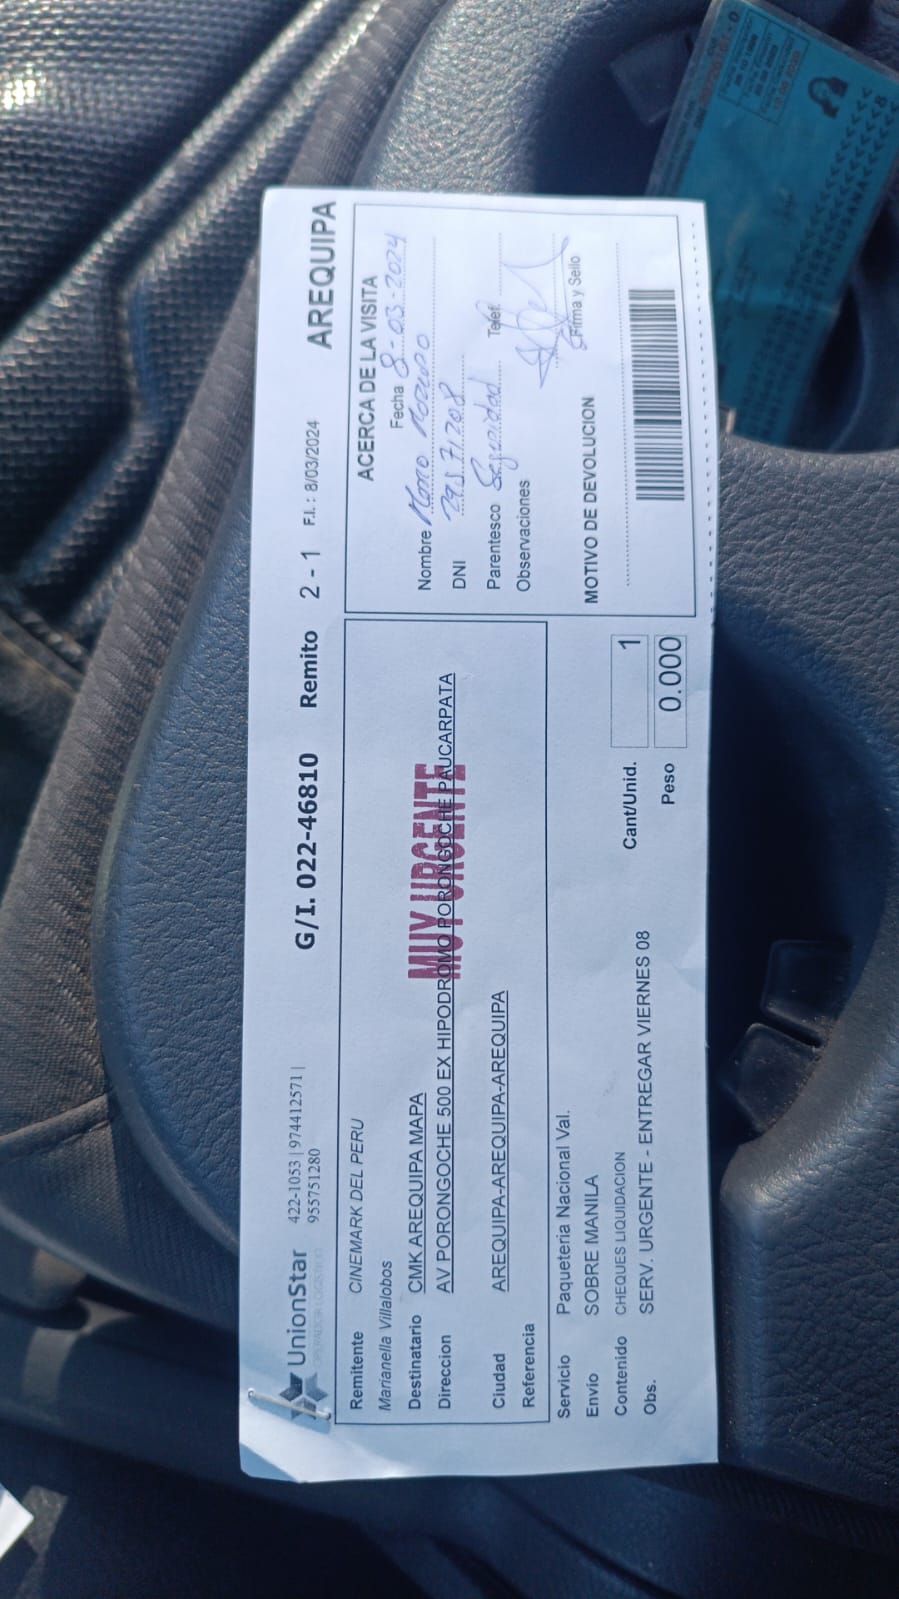 UnionStar
OPERADOR LOGISTICO
422-1053 | 974412571 |
955751280
G/I. 022-46810
Remito 2 - 1
F.I. : 8/03/2024
AREQUIPA
Remitente CINEMARK DEL PERU
Marianella Villalobos
Destinatario CMK AREQUIPA MAPA
Direccion AV PORONGOCHE 500 EX HIPODROMO PORONGOCHE PAUCARPATA
MUY URGENTE
Ciudad AREQUIPA-AREQUIPA-AREQUIPA
Referencia
Servicio Paqueteria Nacional Val.
Envío SOBRE MANILA
Contenido CHEQUES LIQUIDACION
Obs. SERV. URGENTE - ENTREGAR VIERNES 08
Cant/Unid. 1
Peso 0.000
ACERCA DE LA VISITA
Fecha 8-03-2024
Nombre
DNI
Parentesco Seguridad Telef.
Observaciones
Firma y Sello
MOTIVO DE DEVOLUCION